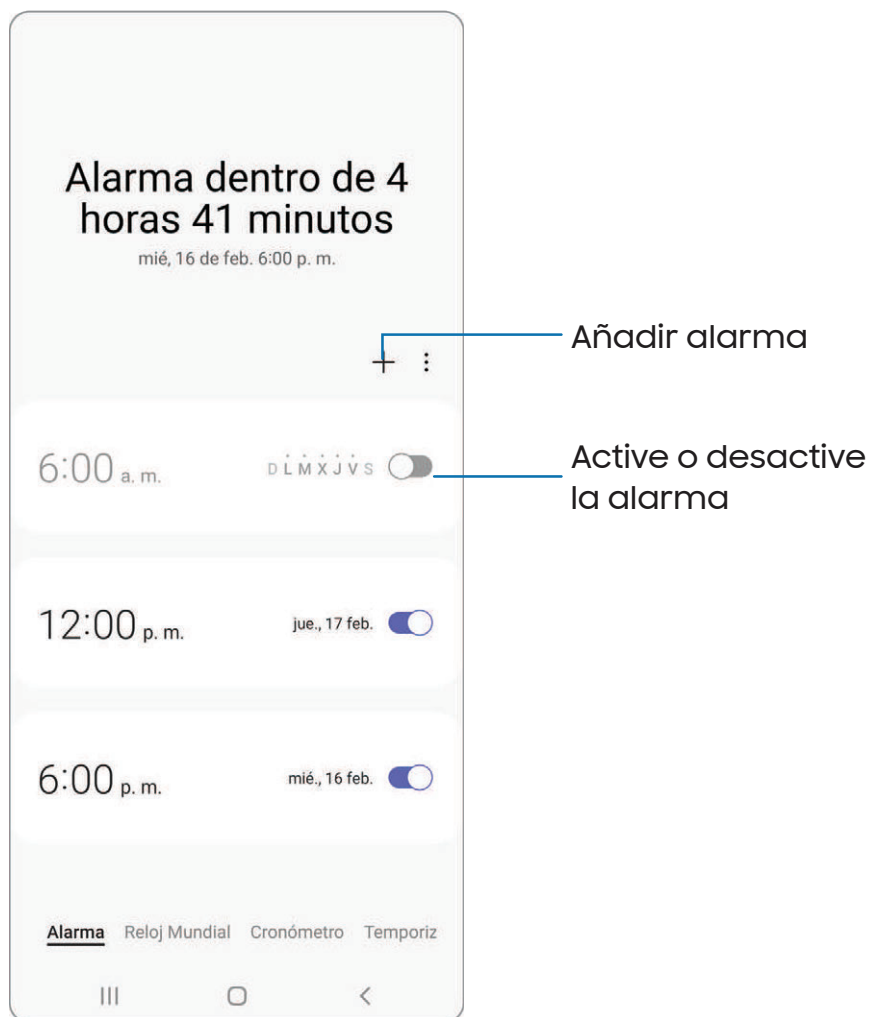 Alarma dentro de 4
horas 41 minutos
mié, 16 de feb. 6:00 p. m.
Añadir alarma
6:00 a. m.
D L M X J V S
Active o desactive
la alarma
12:00 p. m.
jue., 17 feb.
6:00 p. m.
mié., 16 feb.
Alarma Reloj Mundial Cronómetro Temporiz